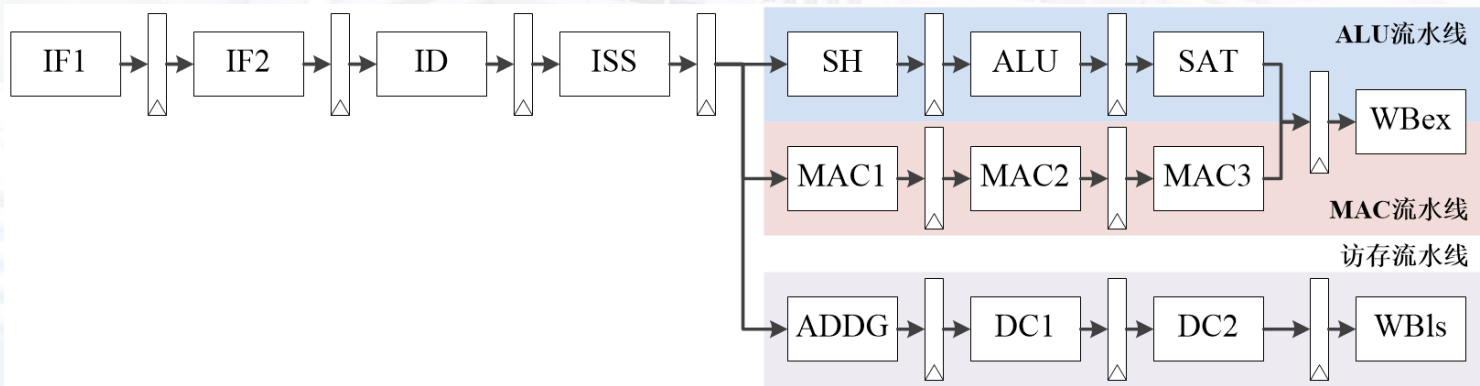 IF1
IF2
ID
ISS
SH
ALU
SAT
ALU流水线
WBex
MAC1
MAC2
MAC3
MAC流水线
访存流水线
ADDG
DC1
DC2
WBls